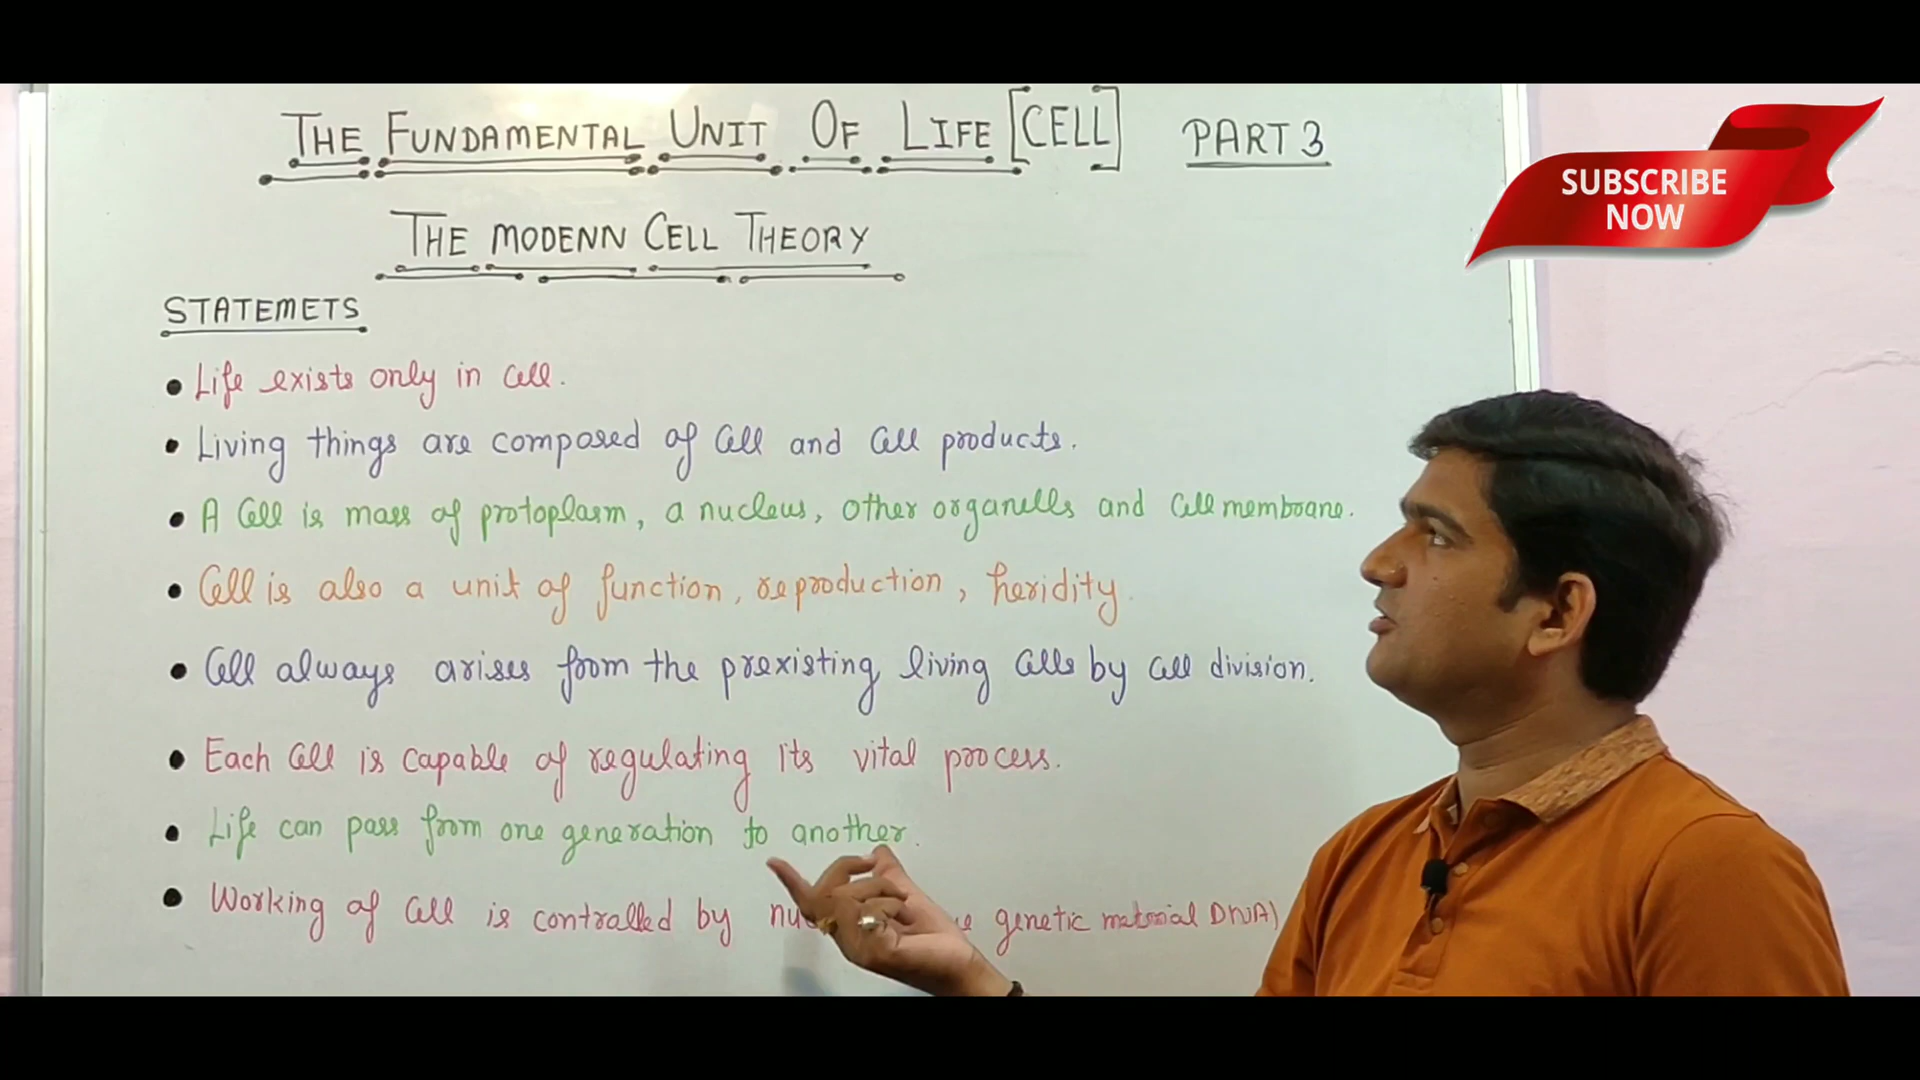 THE FUNDAMENTAL UNIT OF LIFE [CELL] PART 3
SUBSCRIBE
NOW
THE MODENN CELL THEORY
STATEMETS
• Life exists only in cell.
• Living things are composed of cell and cell products.
• A Cell is mass of protoplasm, a nucleus, other organells and cell membrane.
• Cell is also a unit of function, reproduction, heridity.
• Cell always arises from the prexisting living cells by cell division.
• Each cell is capable of regulating its vital process.
• Life can pass from one generation to another.
• Working of cell is controlled by genetic material DNA)